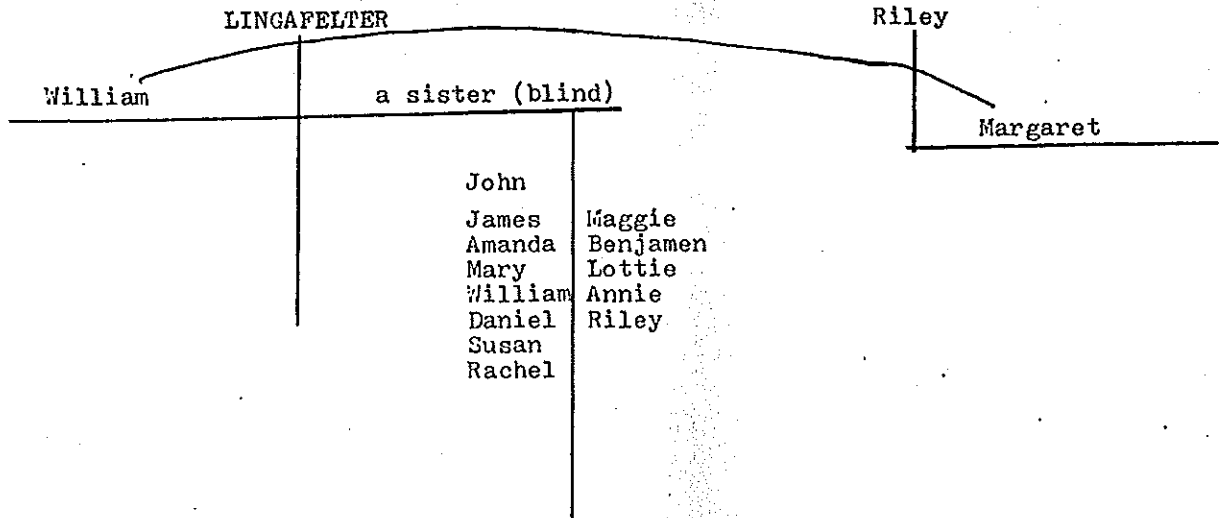 LINGAFELTER Riley
William a sister (blind) Margaret
John
James Maggie
Amanda Benjamen
Mary Lottie
William Annie
Daniel Riley
Susan
Rachel